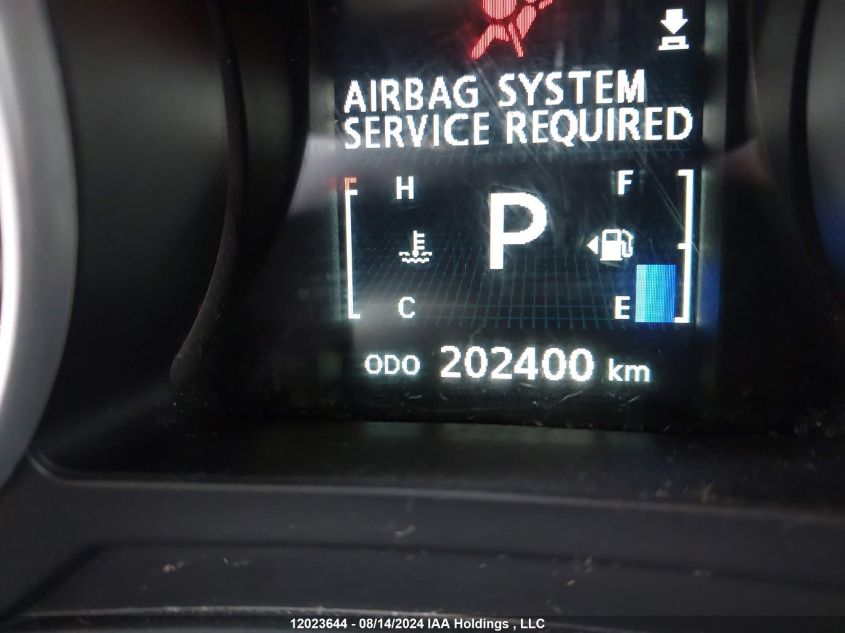 AIRBAG SYSTEM
SERVICE REQUIRED
H F
P
C E
ODO 202400 km
12023644 - 08/14/2024 IAA Holdings , LLC